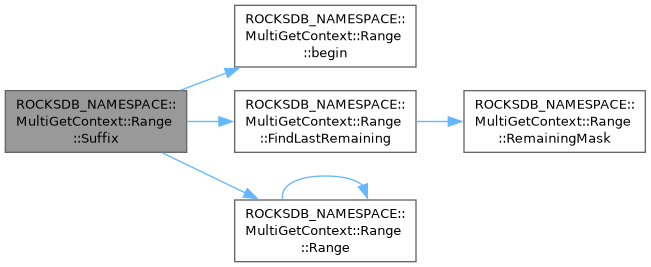 ROCKSDB_NAMESPACE::
MultiGetContext::Range
::begin
ROCKSDB_NAMESPACE::
MultiGetContext::Range
::Suffix
ROCKSDB_NAMESPACE::
MultiGetContext::Range
::FindLastRemaining
ROCKSDB_NAMESPACE::
MultiGetContext::Range
::RemainingMask
ROCKSDB_NAMESPACE::
MultiGetContext::Range
::Range